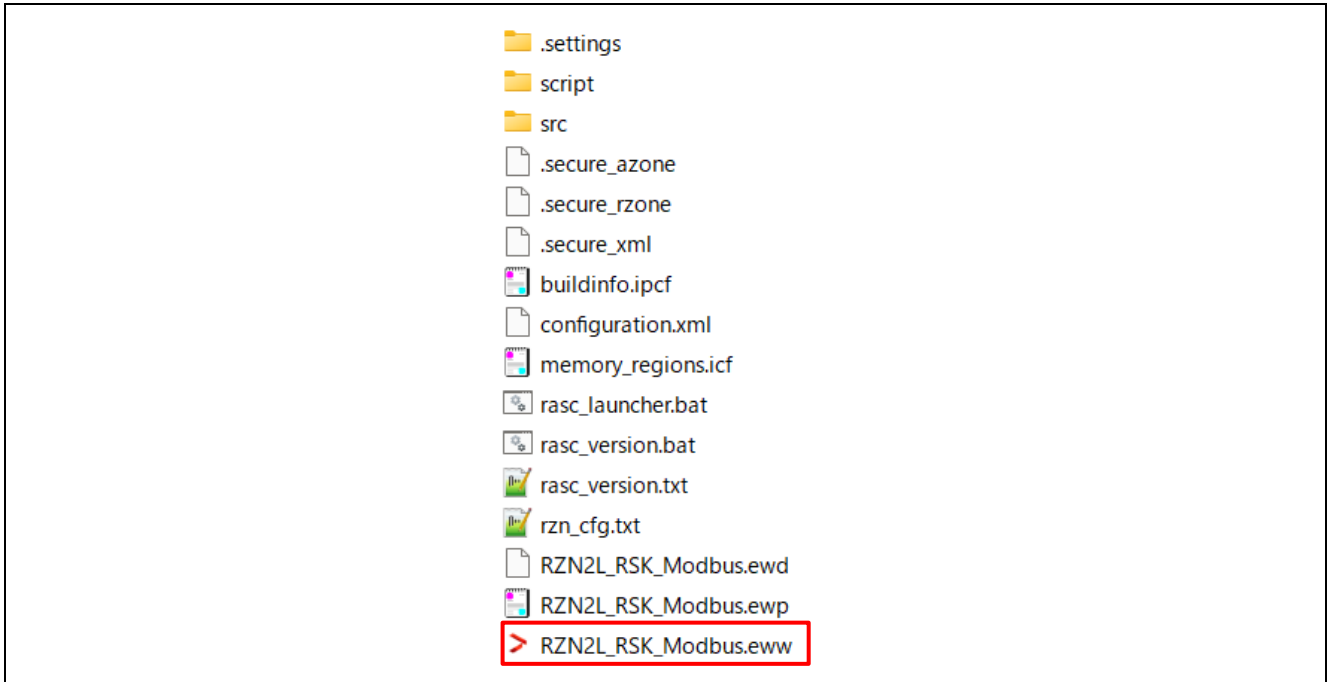 .settings
script
src
.secure_azone
.secure_rzone
.secure_xml
buildinfo.ipcf
configuration.xml
memory_regions.icf
rasc_launcher.bat
rasc_version.bat
rasc_version.txt
rzn_cfg.txt
RZN2L_RSK_Modbus.ewd
RZN2L_RSK_Modbus.ewp
RZN2L_RSK_Modbus.eww